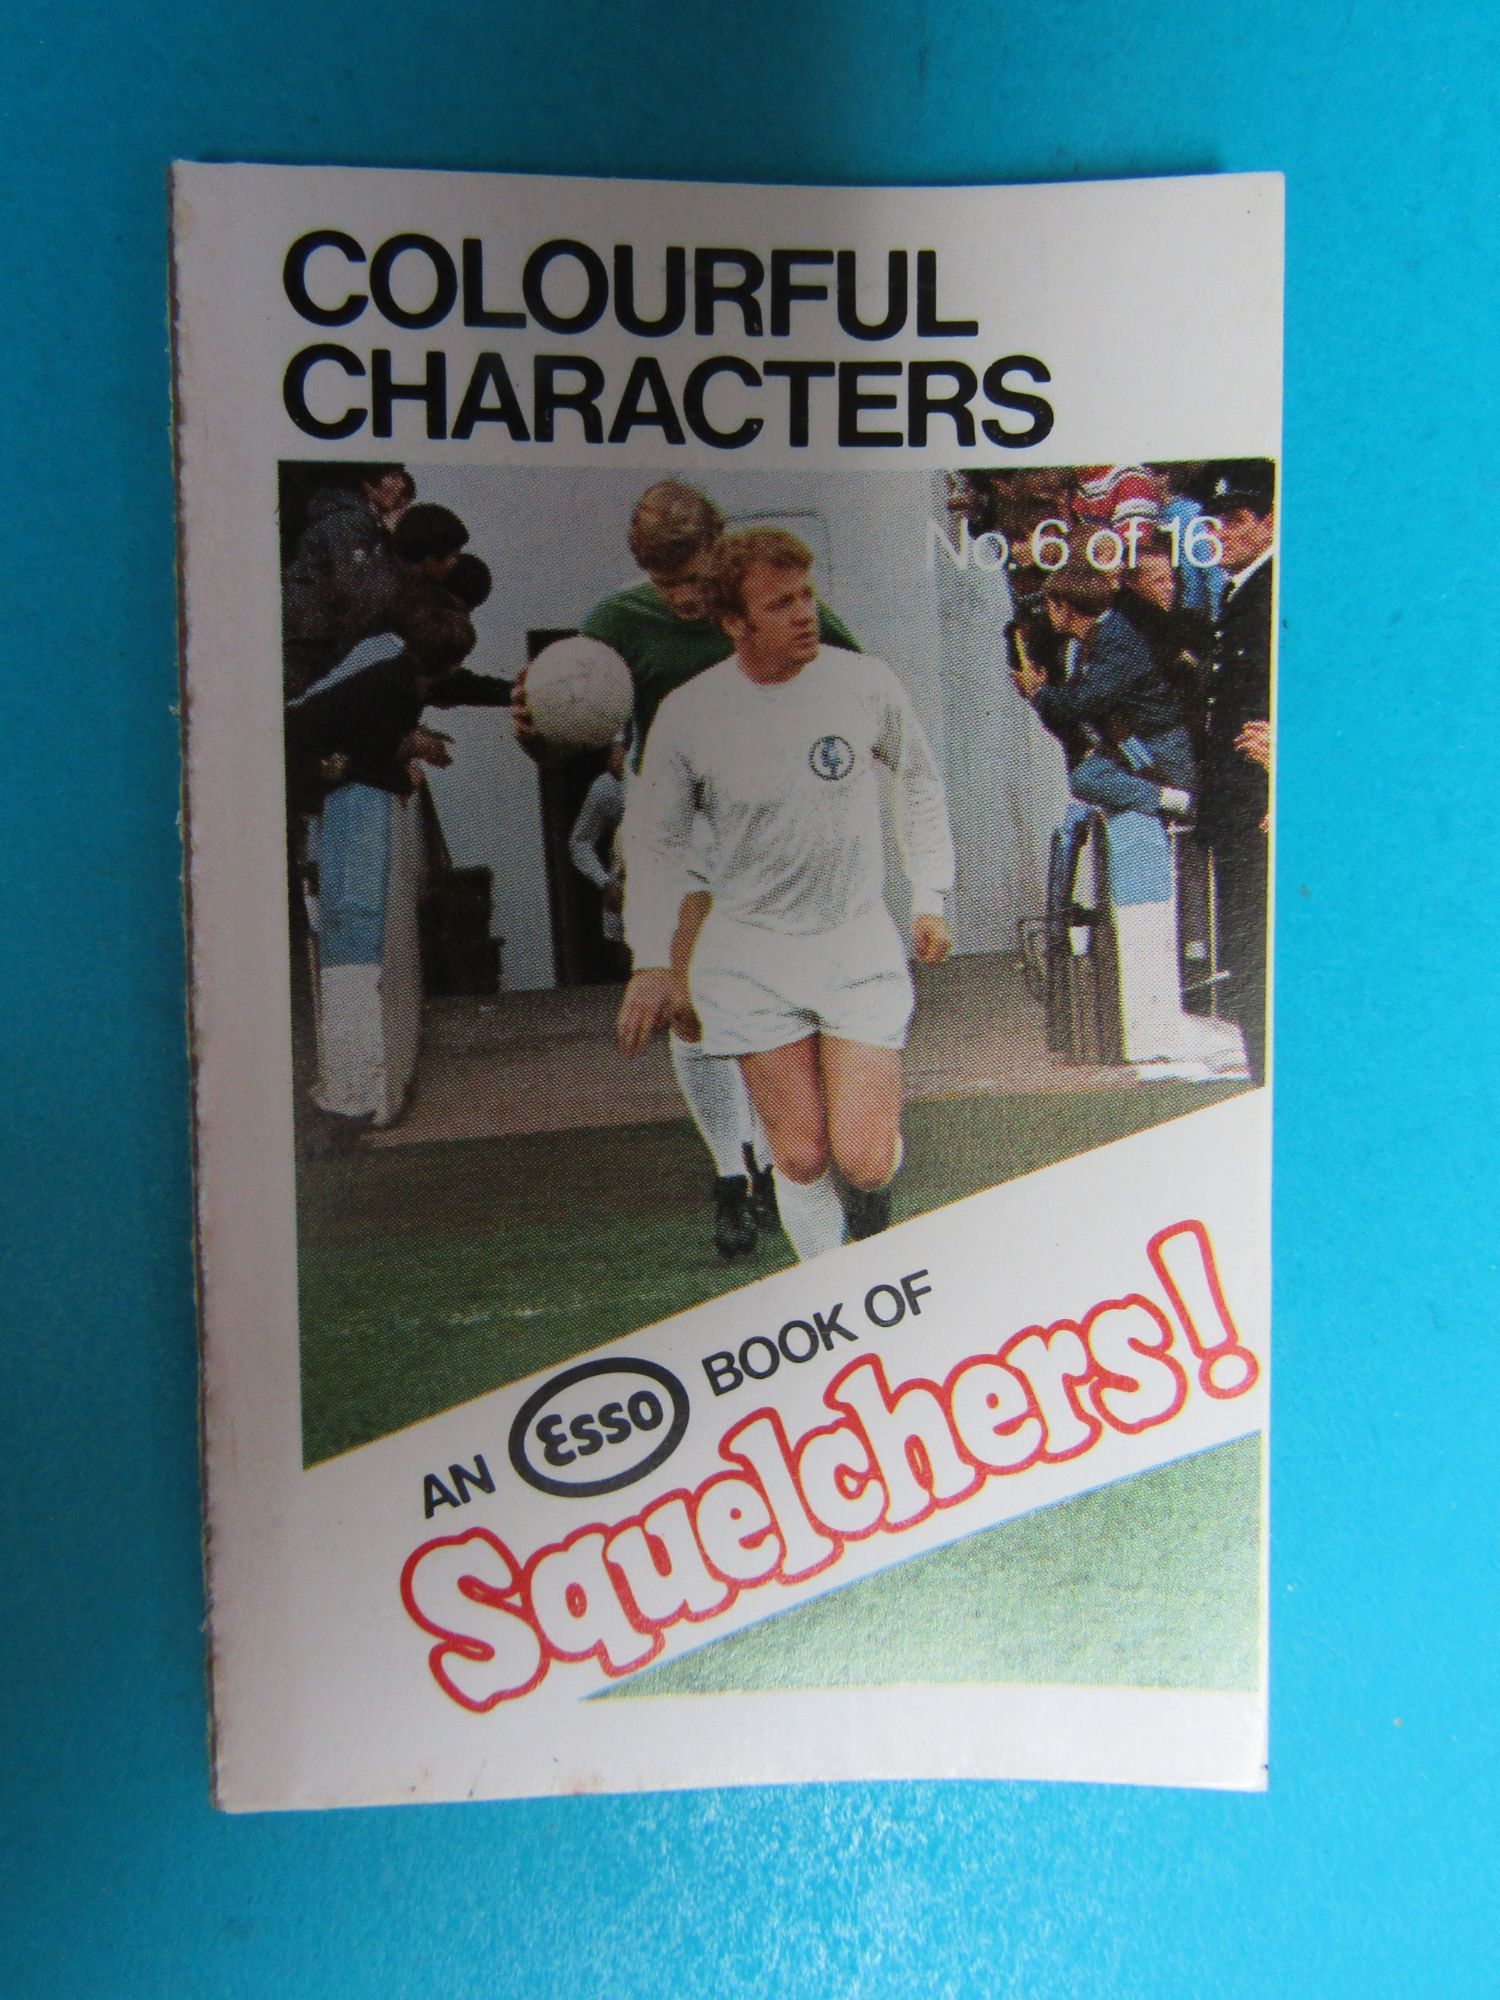 COLOURFUL
CHARACTERS
No. 6 of 16
AN Esso BOOK OF
Squelchers!